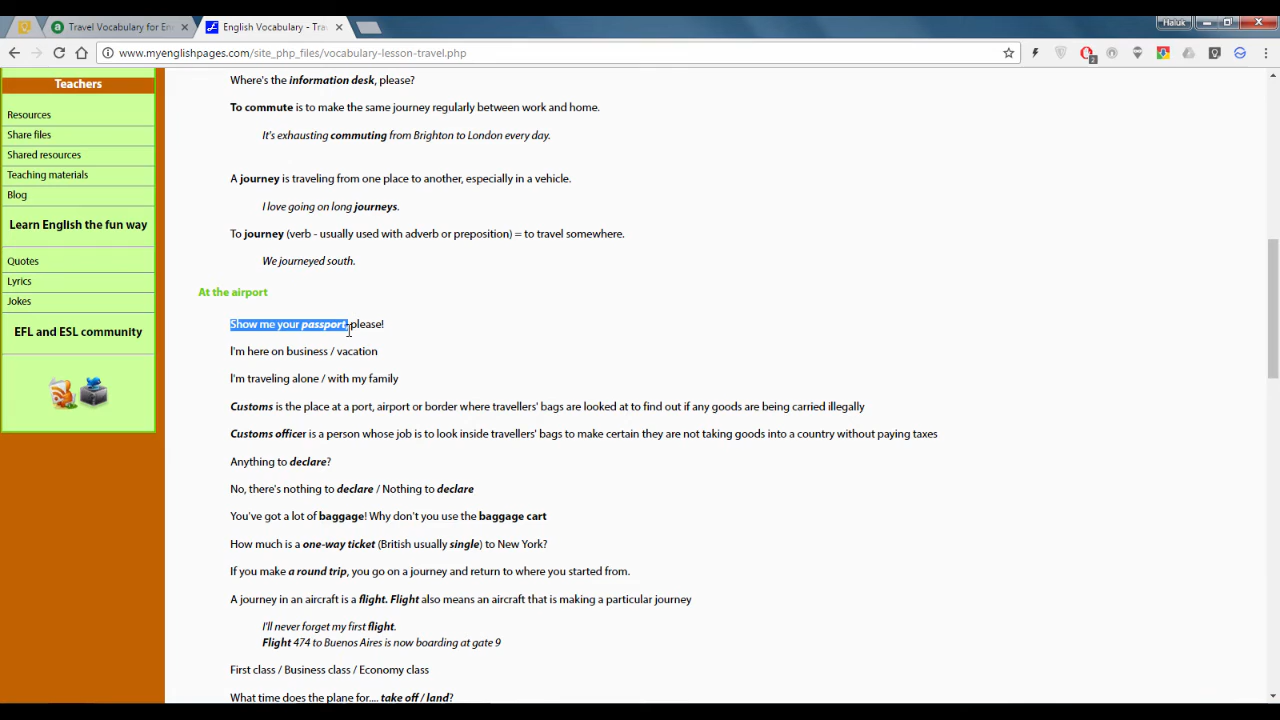 Haluk
Travel Vocabulary for En
English Vocabulary - Tra
www.myenglishpages.com/site_php_files/vocabulary-lesson-travel.php
2
Teachers
Resources
Share files
Shared resources
Teaching materials
Blog
Learn English the fun way
Quotes
Lyrics
Jokes
EFL and ESL community
Where's the information desk, please?
To commute is to make the same journey regularly between work and home.
It's exhausting commuting from Brighton to London every day.
A journey is traveling from one place to another, especially in a vehicle.
I love going on long journeys.
To journey (verb - usually used with adverb or preposition) = to travel somewhere.
We journeyed south.
At the airport
Show me your passport, please!
I'm here on business / vacation
I'm traveling alone / with my family
Customs is the place at a port, airport or border where travellers' bags are looked at to find out if any goods are being carried illegally
Customs officer is a person whose job is to look inside travellers' bags to make certain they are not taking goods into a country without paying taxes
Anything to declare?
No, there's nothing to declare / Nothing to declare
You've got a lot of baggage! Why don't you use the baggage cart
How much is a one-way ticket (British usually single) to New York?
If you make a round trip, you go on a journey and return to where you started from.
A journey in an aircraft is a flight. Flight also means an aircraft that is making a particular journey
I'll never forget my first flight.
Flight 474 to Buenos Aires is now boarding at gate 9
First class / Business class / Economy class
What time does the plane for.... take off / land?